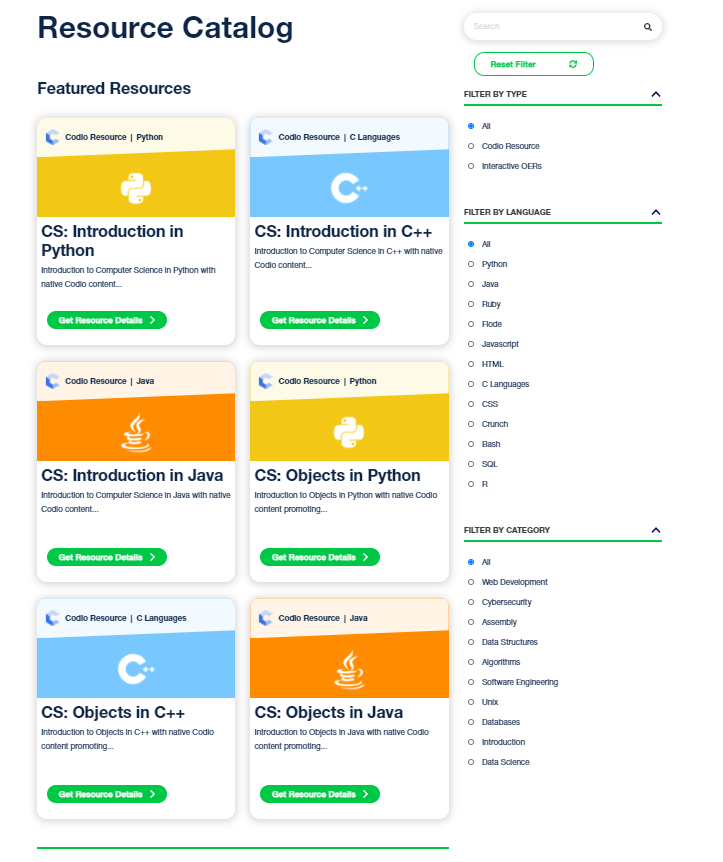 Resource Catalog
Featured Resources
Codio Resource | Python
CS: Introduction in
Python
Introduction to Computer Science in Python with
native Codio content...
Get Resource Details
Codio Resource | C Languages
C++
CS: Introduction in C++
Introduction to Computer Science in C++ with native
Codio content...
Get Resource Details
Codio Resource | Java
CS: Introduction in Java
Introduction to Computer Science in Java with native
Codio content...
Get Resource Details
Codio Resource | Python
CS: Objects in Python
Introduction to Objects in Python with native Codio
content promoting...
Get Resource Details
Codio Resource | C Languages
C++
CS: Objects in C++
Introduction to Objects in C++ with native Codio
content promoting...
Get Resource Details
Codio Resource | Java
CS: Objects in Java
Introduction to Objects in Java with native Codio
content promoting...
Get Resource Details
Search
Reset Filter
FILTER BY TYPE
All
Codio Resource
Interactive OERs
FILTER BY LANGUAGE
All
Python
Java
Ruby
Flode
Javascript
HTML
C Languages
CSS
Crunch
Bash
SQL
R
FILTER BY CATEGORY
All
Web Development
Cybersecurity
Assembly
Data Structures
Algorithms
Software Engineering
Unix
Databases
Introduction
Data Science